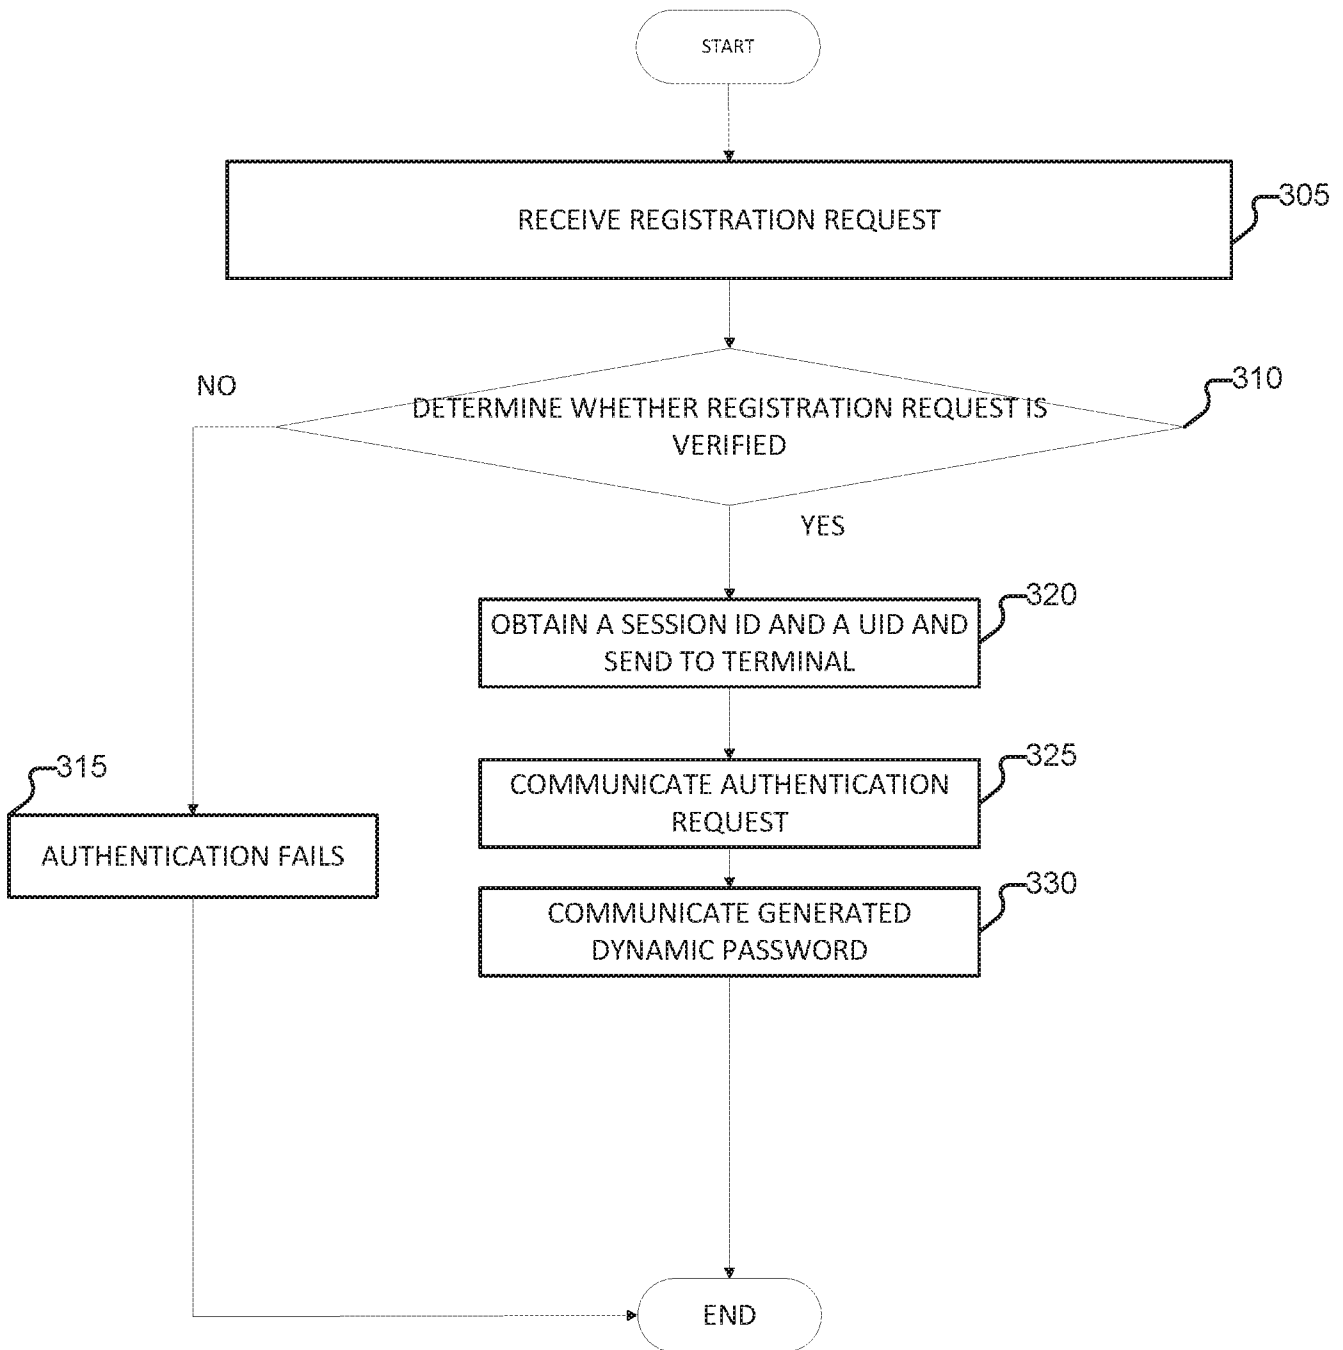 START
RECEIVE REGISTRATION REQUEST
305
NO
DETERMINE WHETHER REGISTRATION REQUEST IS
VERIFIED
310
YES
OBTAIN A SESSION ID AND A UID AND
SEND TO TERMINAL
320
COMMUNICATE AUTHENTICATION
REQUEST
325
315
AUTHENTICATION FAILS
COMMUNICATE GENERATED
DYNAMIC PASSWORD
330
END